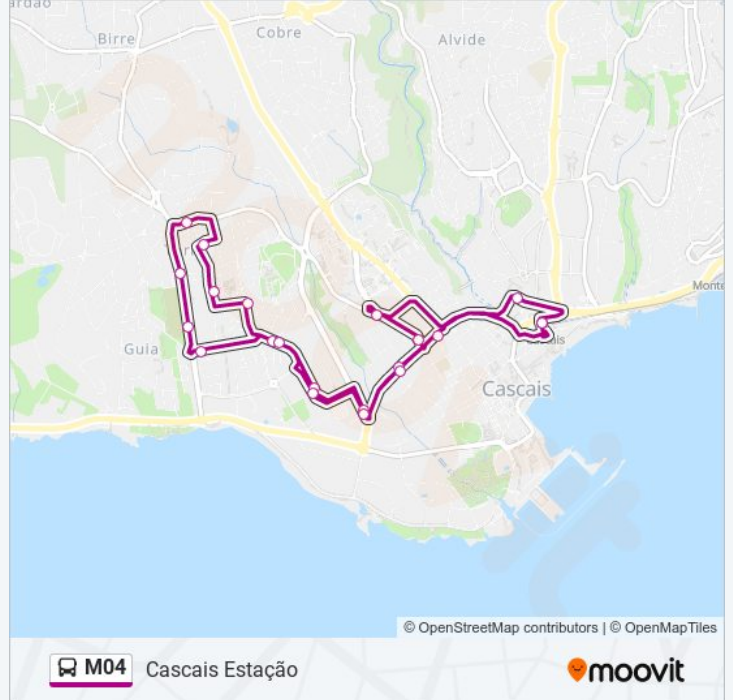 Birre
Cobre
Alvide
Monte
Guia
Cascais
© OpenStreetMap contributors | © OpenMapTiles
M04 Cascais Estação
moovit